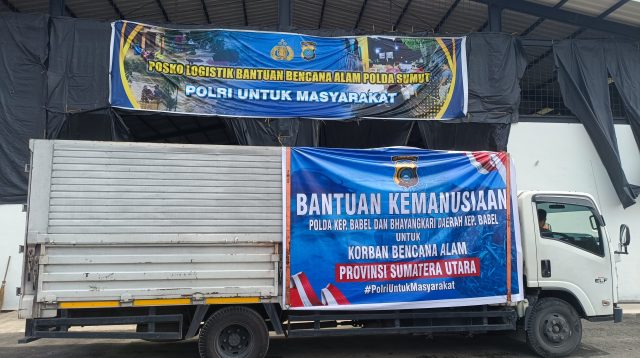 POSKO LOGISTIK BANTUAN BENCANA ALAM POLDA SUMUT
POLRI UNTUK MASYARAKAT
BANTUAN KEMANUSIAAN
POLDA KEP. BABEL DAN BHAYANGKARI DAERAH KEP. BABEL
UNTUK
KORBAN BENCANA ALAM
PROVINSI SUMATERA UTARA
#PolriUntukMasyarakat